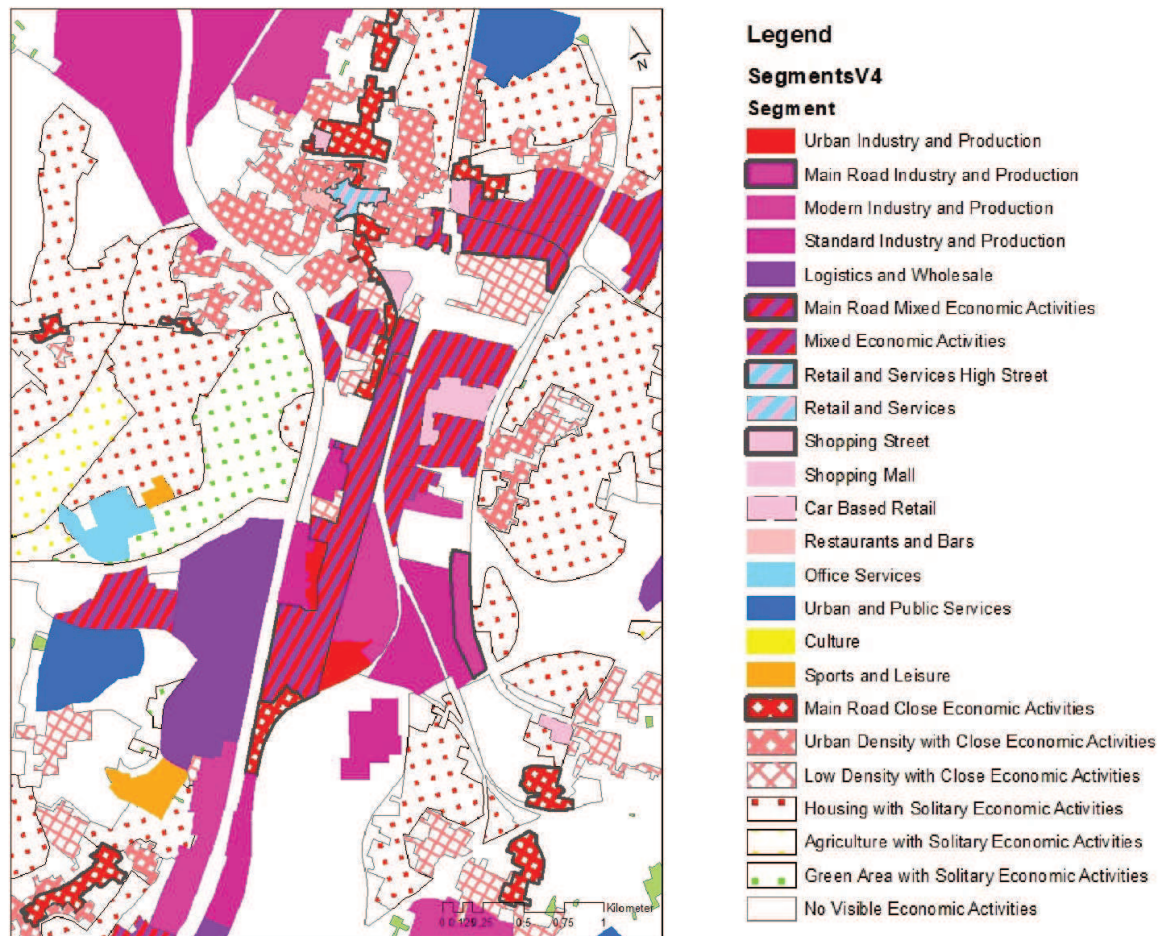 N
Kilometer
0 0.125 0.25 0.5 0.75 1
Legend
SegmentsV4
Segment
Urban Industry and Production
Main Road Industry and Production
Modern Industry and Production
Standard Industry and Production
Logistics and Wholesale
Main Road Mixed Economic Activities
Mixed Economic Activities
Retail and Services High Street
Retail and Services
Shopping Street
Shopping Mall
Car Based Retail
Restaurants and Bars
Office Services
Urban and Public Services
Culture
Sports and Leisure
Main Road Close Economic Activities
Urban Density with Close Economic Activities
Low Density with Close Economic Activities
Housing with Solitary Economic Activities
Agriculture with Solitary Economic Activities
Green Area with Solitary Economic Activities
No Visible Economic Activities